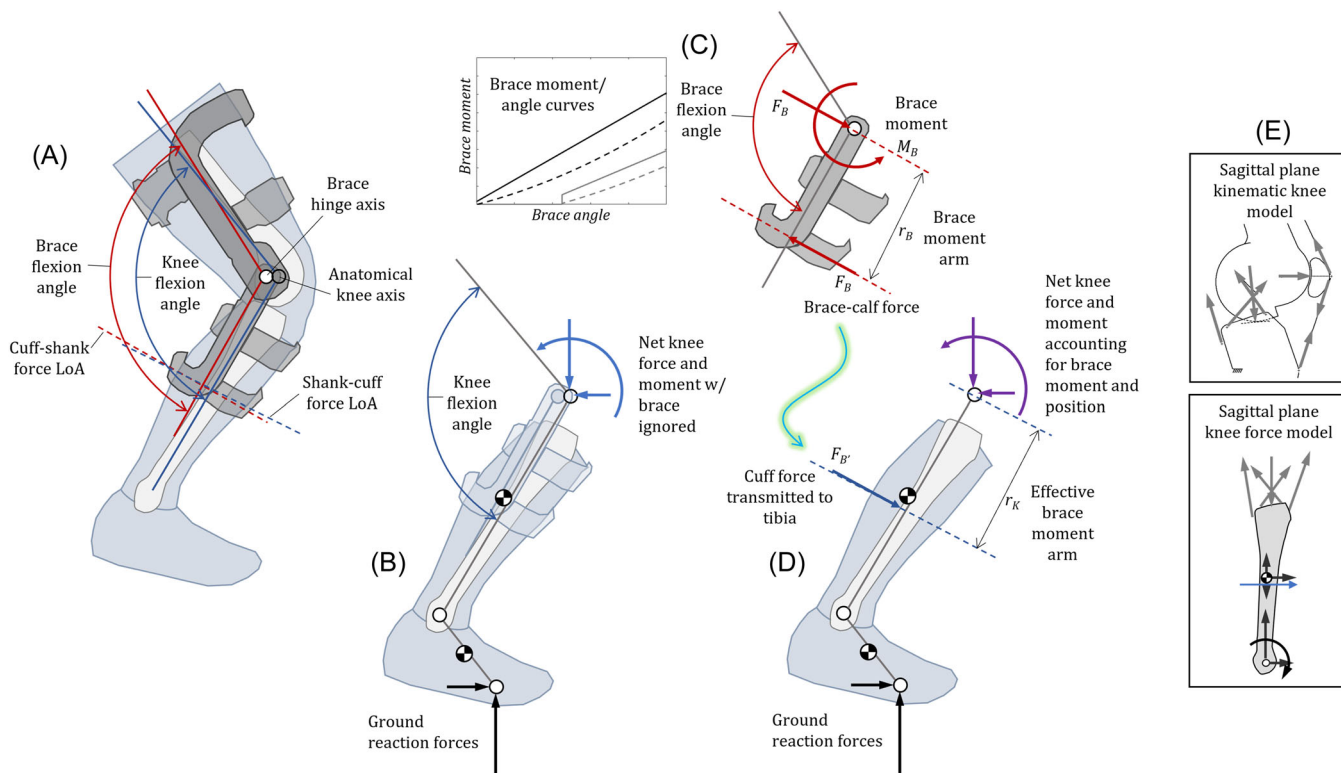 (A)
Brace
flexion
angle
Knee
flexion
angle
Brace
hinge axis
Anatomical
knee axis
Cuff-shank
force LoA
Shank-cuff
force LoA
Brace moment/
angle curves
Brace moment
Brace angle
(B)
Knee
flexion
angle
Net knee
force and
moment w/
brace
ignored
Ground
reaction forces
(C)
Brace
flexion
angle
F_B
Brace
moment
M_B
r_B
Brace
moment
arm
F_B
Brace-calf force
(D)
Net knee
force and
moment
accounting
for brace
moment and
position
F_B'
Cuff force
transmitted to
tibia
r_K
Effective
brace
moment
arm
Ground
reaction forces
(E)
Sagittal plane
kinematic knee
model
i
Sagittal plane
knee force model